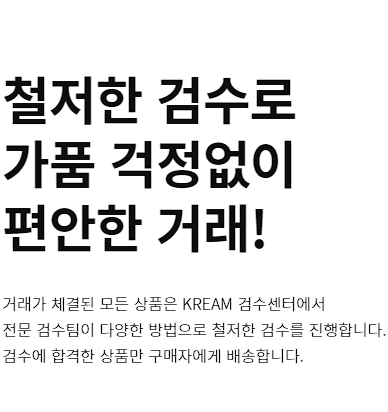 철저한 검수로
가품 걱정없이
편안한 거래!
거래가 체결된 모든 상품은 KREAM 검수센터에서
전문 검수팀이 다양한 방법으로 철저한 검수를 진행합니다.
검수에 합격한 상품만 구매자에게 배송합니다.